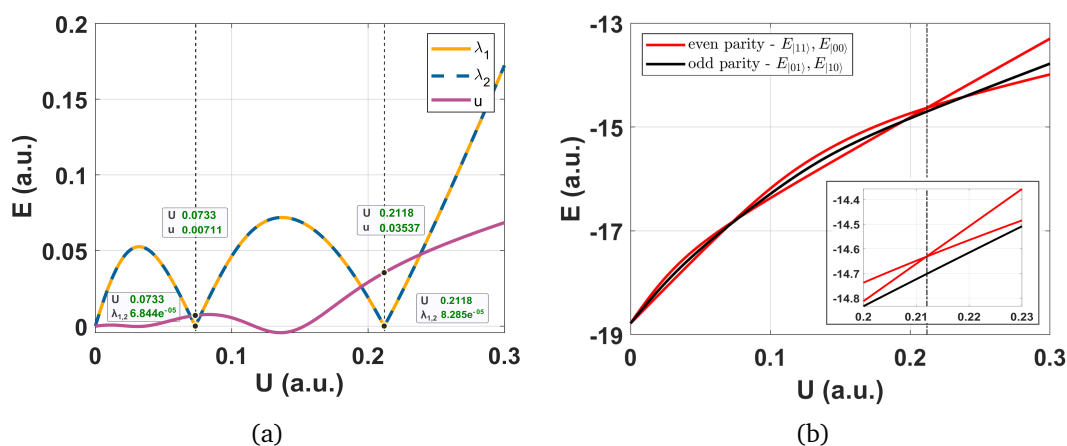 0.2
0.15
0.1
0.05
0
E (a.u.)
λ₁
λ₂
u
U 0.0733
u 0.00711
U 0.2118
u 0.03537
U 0.0733
λ₁,₂ 6.844e⁻⁰⁵
U 0.2118
λ₁,₂ 8.285e⁻⁰⁵
0 0.1 0.2 0.3
U (a.u.)
(a)
-13
-15
-17
-19
E (a.u.)
even parity - E|11⟩, E|00⟩
odd parity - E|01⟩, E|10⟩
-14.4
-14.5
-14.6
-14.7
-14.8
0.2 0.21 0.22 0.23
0 0.1 0.2 0.3
U (a.u.)
(b)